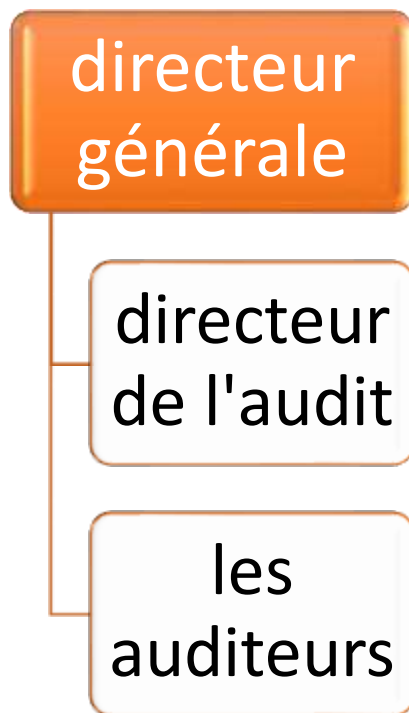 directeur
générale
directeur
de l'audit
les
auditeurs